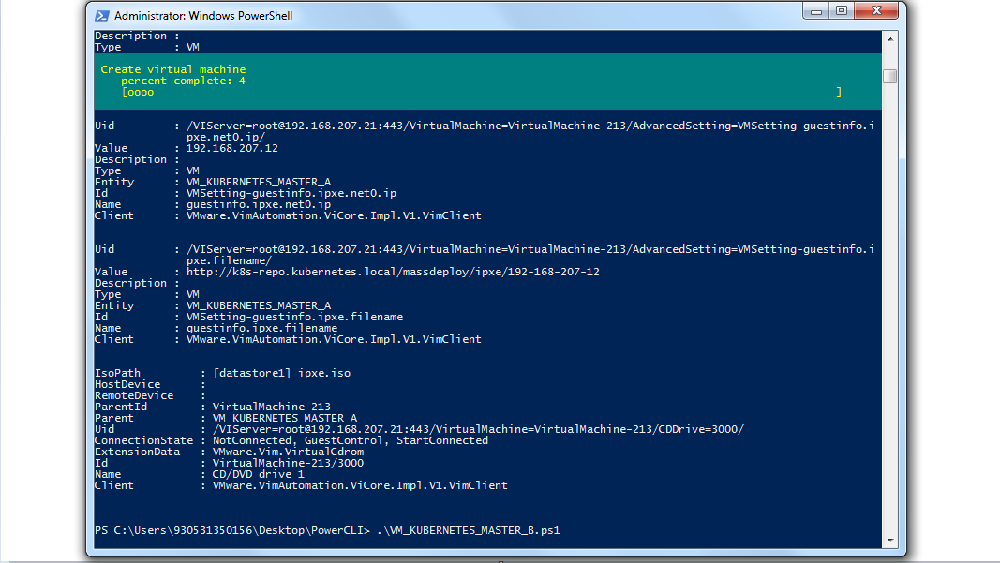 Administrator: Windows PowerShell
Description :
Type : VM
Create virtual machine
percent complete: 4
[oooo ]
Uid : /VIServer=root@192.168.207.21:443/VirtualMachine=VirtualMachine-213/AdvancedSetting=VMSetting-guestinfo.i
pxe.net0.ip/
Value : 192.168.207.12
Description :
Type : VM
Entity : VM_KUBERNETES_MASTER_A
Id : VMSetting-guestinfo.ipxe.net0.ip
Name : guestinfo.ipxe.net0.ip
Client : VMware.VimAutomation.ViCore.Impl.V1.VimClient
Uid : /VIServer=root@192.168.207.21:443/VirtualMachine=VirtualMachine-213/AdvancedSetting=VMSetting-guestinfo.i
pxe.filename/
Value : http://k8s-repo.kubernetes.local/massdeploy/ipxe/192-168-207-12
Description :
Type : VM
Entity : VM_KUBERNETES_MASTER_A
Id : VMSetting-guestinfo.ipxe.filename
Name : guestinfo.ipxe.filename
Client : VMware.VimAutomation.ViCore.Impl.V1.VimClient
IsoPath : [datastore1] ipxe.iso
HostDevice :
RemoteDevice :
ParentId : VirtualMachine-213
Parent : VM_KUBERNETES_MASTER_A
Uid : /VIServer=root@192.168.207.21:443/VirtualMachine=VirtualMachine-213/CDDrive=3000/
ConnectionState : NotConnected, GuestControl, StartConnected
ExtensionData : VMware.Vim.VirtualCdrom
Id : VirtualMachine-213/3000
Name : CD/DVD drive 1
Client : VMware.VimAutomation.ViCore.Impl.V1.VimClient
PS C:\Users\930531350156\Desktop\PowerCLI> .\VM_KUBERNETES_MASTER_B.ps1